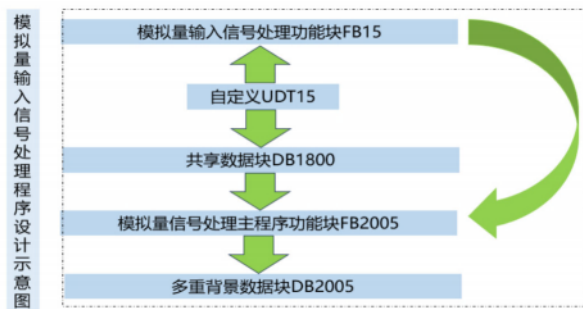 模拟量输入信号处理程序设计示意图
模拟量输入信号处理功能块FB15
自定义UDT15
共享数据块DB1800
模拟量信号处理主程序功能块FB2005
多重背景数据块DB2005